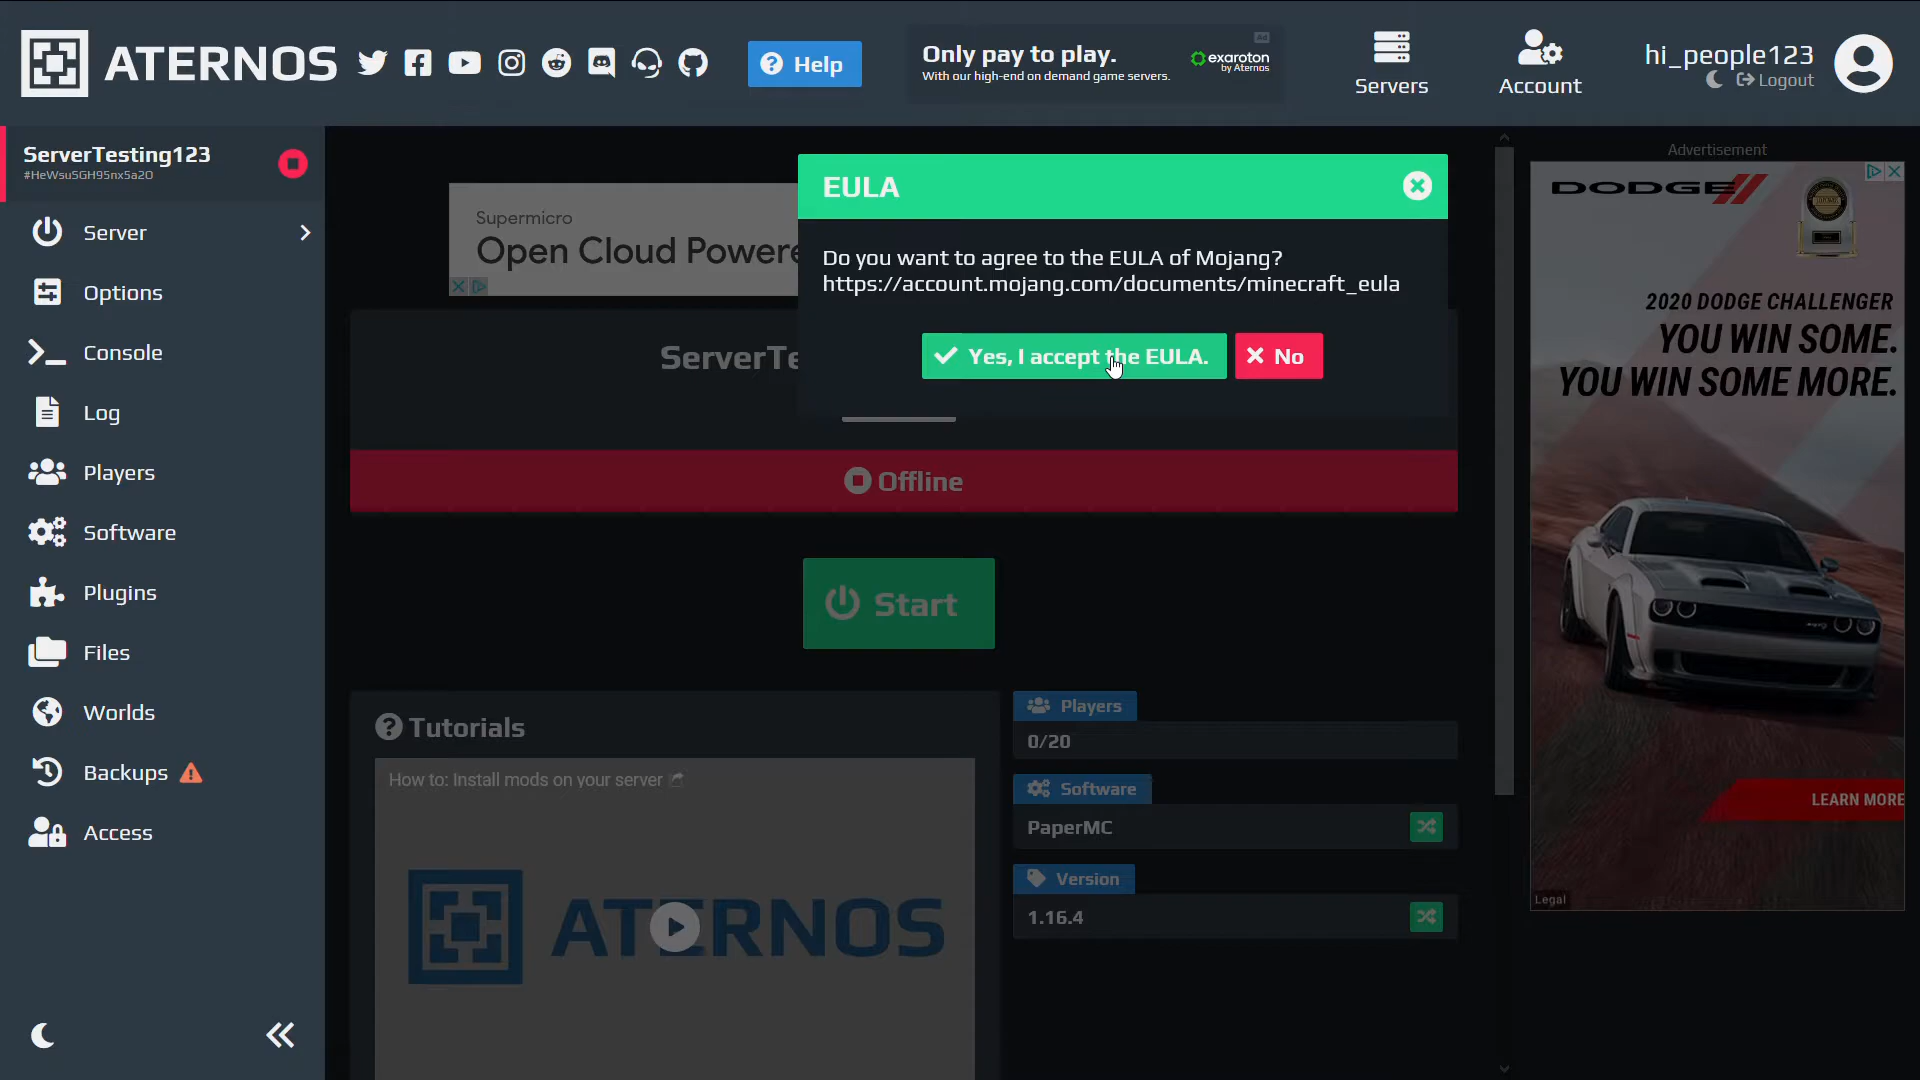 ATERNOS
Help
Only pay to play.
With our high-end on demand game servers.
Ad
exaroton
by Aternos
Servers
Account
hi_people123
Logout
ServerTesting123
#HeWsuSGH95nx5a20
Server
Options
Console
Log
Players
Software
Plugins
Files
Worlds
Backups
Access
Supermicro
Open Cloud Powere
EULA
Do you want to agree to the EULA of Mojang?
https://account.mojang.com/documents/minecraft_eula
Yes, I accept the EULA.
No
ServerTe
Offline
Start
Tutorials
How to: Install mods on your server
ATERNOS
Players
0/20
Software
PaperMC
Version
1.16.4
Advertisement
DODGE
2020 DODGE CHALLENGER
YOU WIN SOME.
YOU WIN SOME MORE.
LEARN MORE
Legal